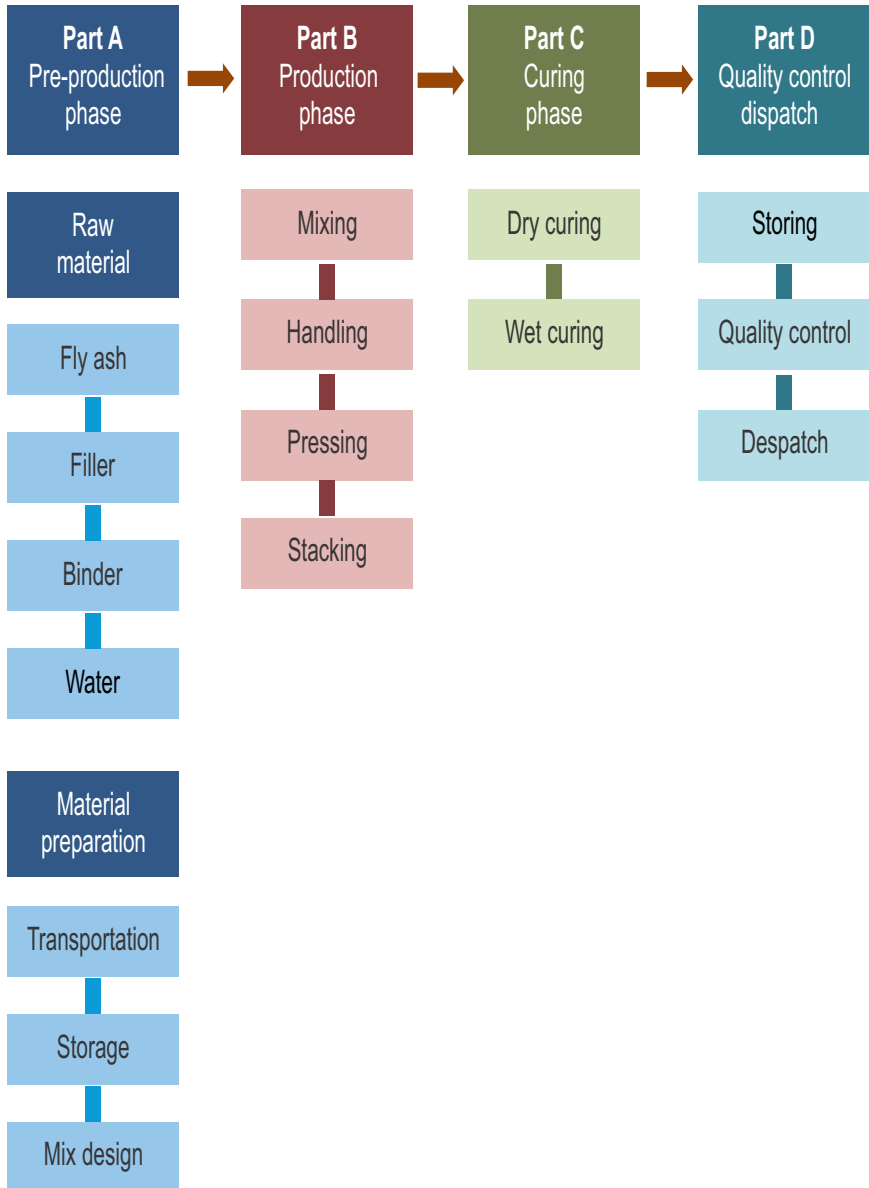 Part A
Pre-production
phase
Raw
material
Fly ash
Filler
Binder
Water
Material
preparation
Transportation
Storage
Mix design
Part B
Production
phase
Mixing
Handling
Pressing
Stacking
Part C
Curing
phase
Dry curing
Wet curing
Part D
Quality control
dispatch
Storing
Quality control
Despatch